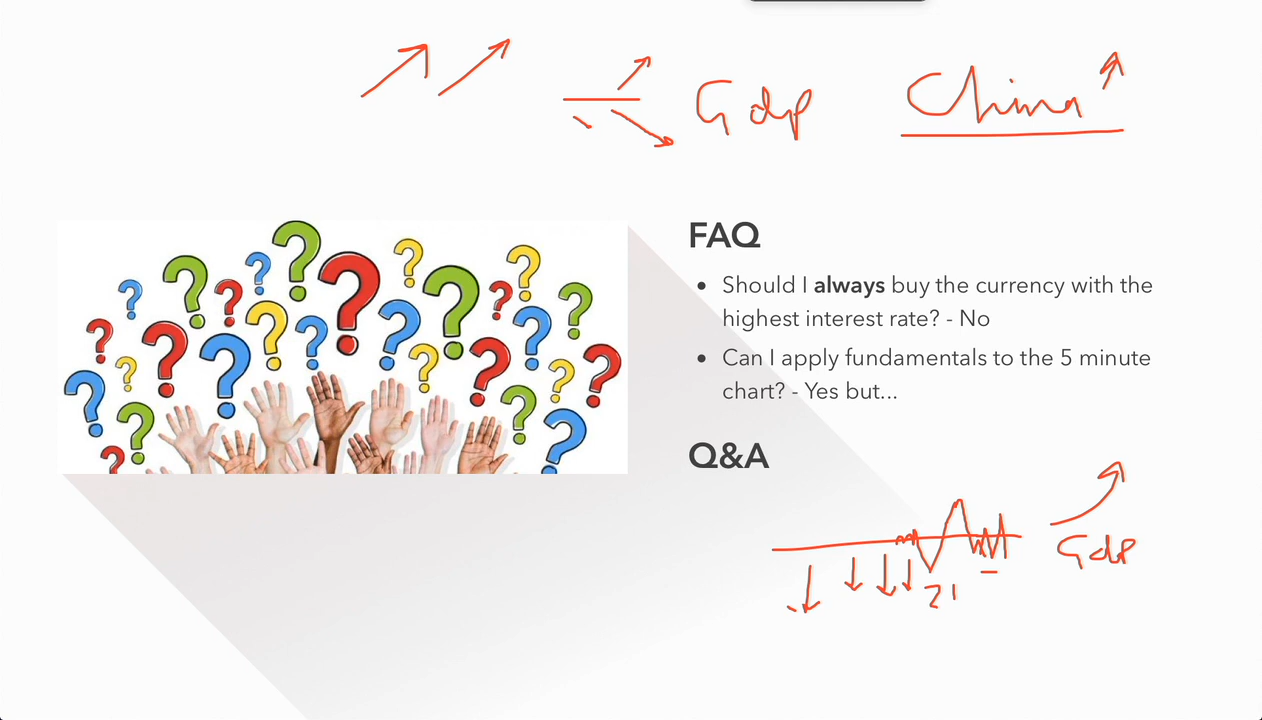 Gdp China
FAQ
• Should I always buy the currency with the
highest interest rate? - No
• Can I apply fundamentals to the 5 minute
chart? - Yes but...
Q&A
Gdp
21